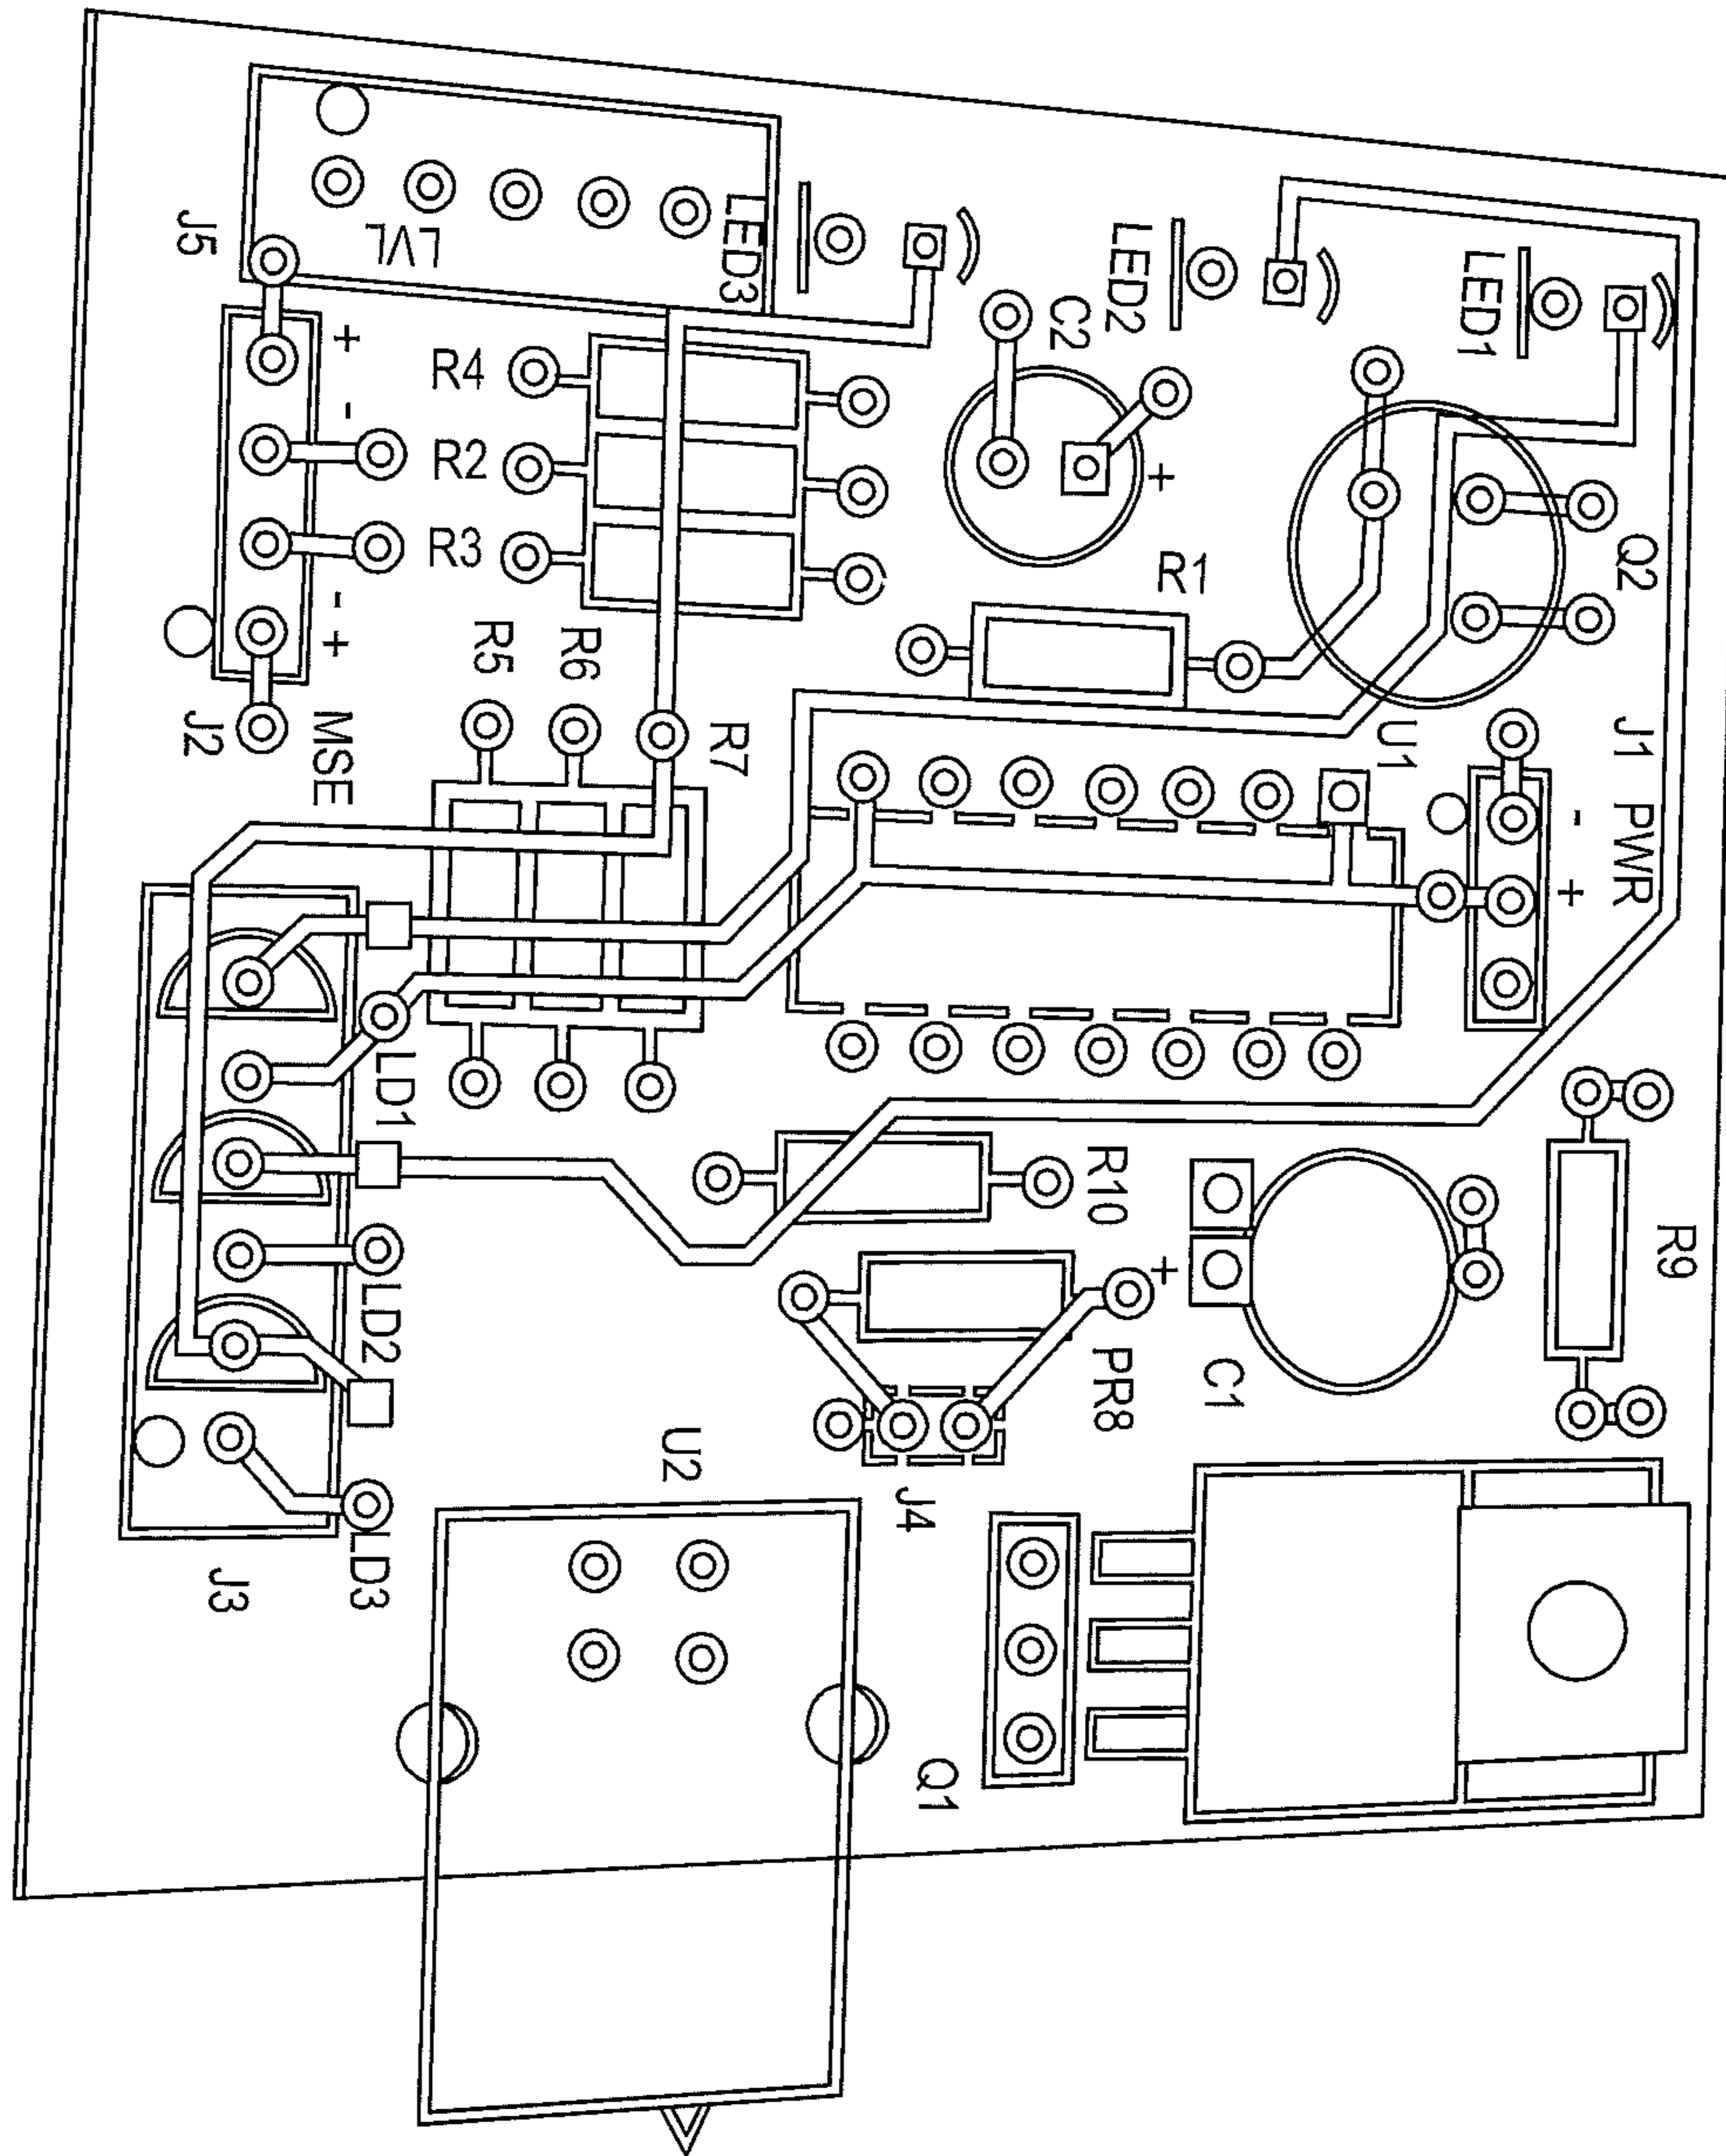 J5
LVL
LED3
LED2
LED1
C2
+
-
R4
R2
R3
-
+
+
R1
Q2
R5
R6
R7
J2
MSE
U1
J1
PWR
-
+
LD1
R10
LD2
+
PR8
C1
R9
U2
J4
LD3
J3
Q1